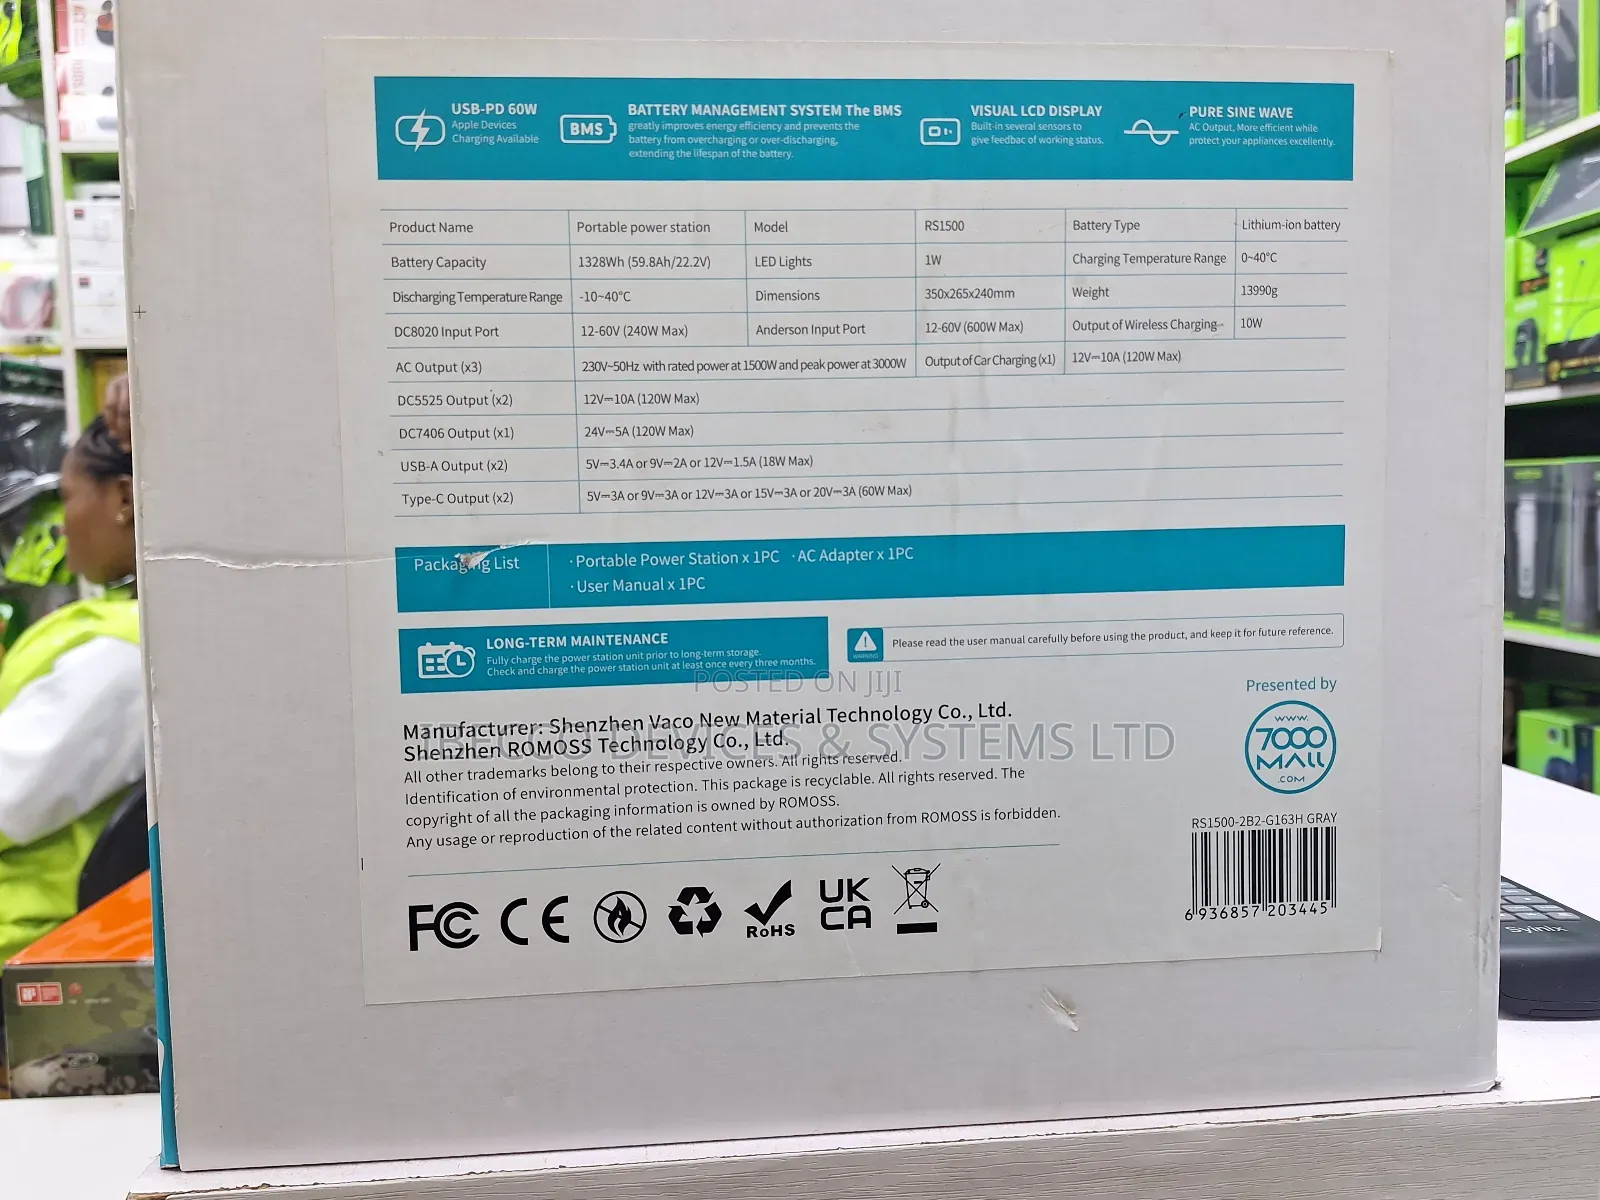 USB-PD 60W
Apple Devices
Charging Available
BMS
BATTERY MANAGEMENT SYSTEM The BMS
greatly improves energy efficiency and prevents the
battery from overcharging or over-discharging,
extending the lifespan of the battery.
VISUAL LCD DISPLAY
Built-in several sensors to
give feedbac of working status.
PURE SINE WAVE
AC Output, More efficient while
protect your appliances excellently.
Product Name Portable power station Model RS1500 Battery Type Lithium-ion battery
Battery Capacity 1328Wh (59.8Ah/22.2V) LED Lights 1W Charging Temperature Range 0~40°C
Discharging Temperature Range -10~40°C Dimensions 350x265x240mm Weight 13990g
DC8020 Input Port 12-60V (240W Max) Anderson Input Port 12-60V (600W Max) Output of Wireless Charging 10W
AC Output (x3) 230V~50Hz with rated power at 1500W and peak power at 3000W Output of Car Charging (x1) 12V⎓10A (120W Max)
DC5525 Output (x2) 12V⎓10A (120W Max)
DC7406 Output (x1) 24V⎓5A (120W Max)
USB-A Output (x2) 5V⎓3.4A or 9V⎓2A or 12V⎓1.5A (18W Max)
Type-C Output (x2) 5V⎓3A or 9V⎓3A or 12V⎓3A or 15V⎓3A or 20V⎓3A (60W Max)
Packaging List
·Portable Power Station x 1PC ·AC Adapter x 1PC
·User Manual x 1PC
LONG-TERM MAINTENANCE
Fully charge the power station unit prior to long-term storage.
Check and charge the power station unit at least once every three months.
WARNING
Please read the user manual carefully before using the product, and keep it for future reference.
POSTED ON JIJI
Presented by
WWW.
7000
MALL
.COM
Manufacturer: Shenzhen Vaco New Material Technology Co., Ltd.
Shenzhen ROMOSS Technology Co., Ltd.
DEVICES & SYSTEMS LTD
All other trademarks belong to their respective owners. All rights reserved.
Identification of environmental protection. This package is recyclable. All rights reserved. The
copyright of all the packaging information is owned by ROMOSS.
Any usage or reproduction of the related content without authorization from ROMOSS is forbidden.
RS1500-2B2-G163H GRAY
6 936857 203445
FC CE
RoHS
UK
CA
Sylnix